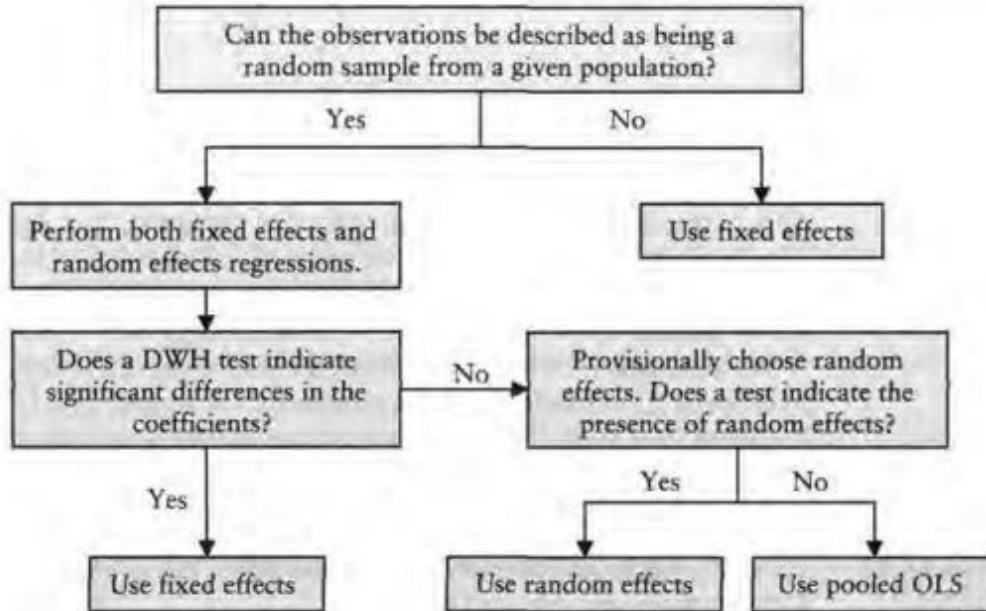 Can the observations be described as being a
random sample from a given population?
Yes
No
Perform both fixed effects and
random effects regressions.
Use fixed effects
Does a DWH test indicate
significant differences in the
coefficients?
No
Provisionally choose random
effects. Does a test indicate the
presence of random effects?
Yes
Yes
No
Use fixed effects
Use random effects
Use pooled OLS